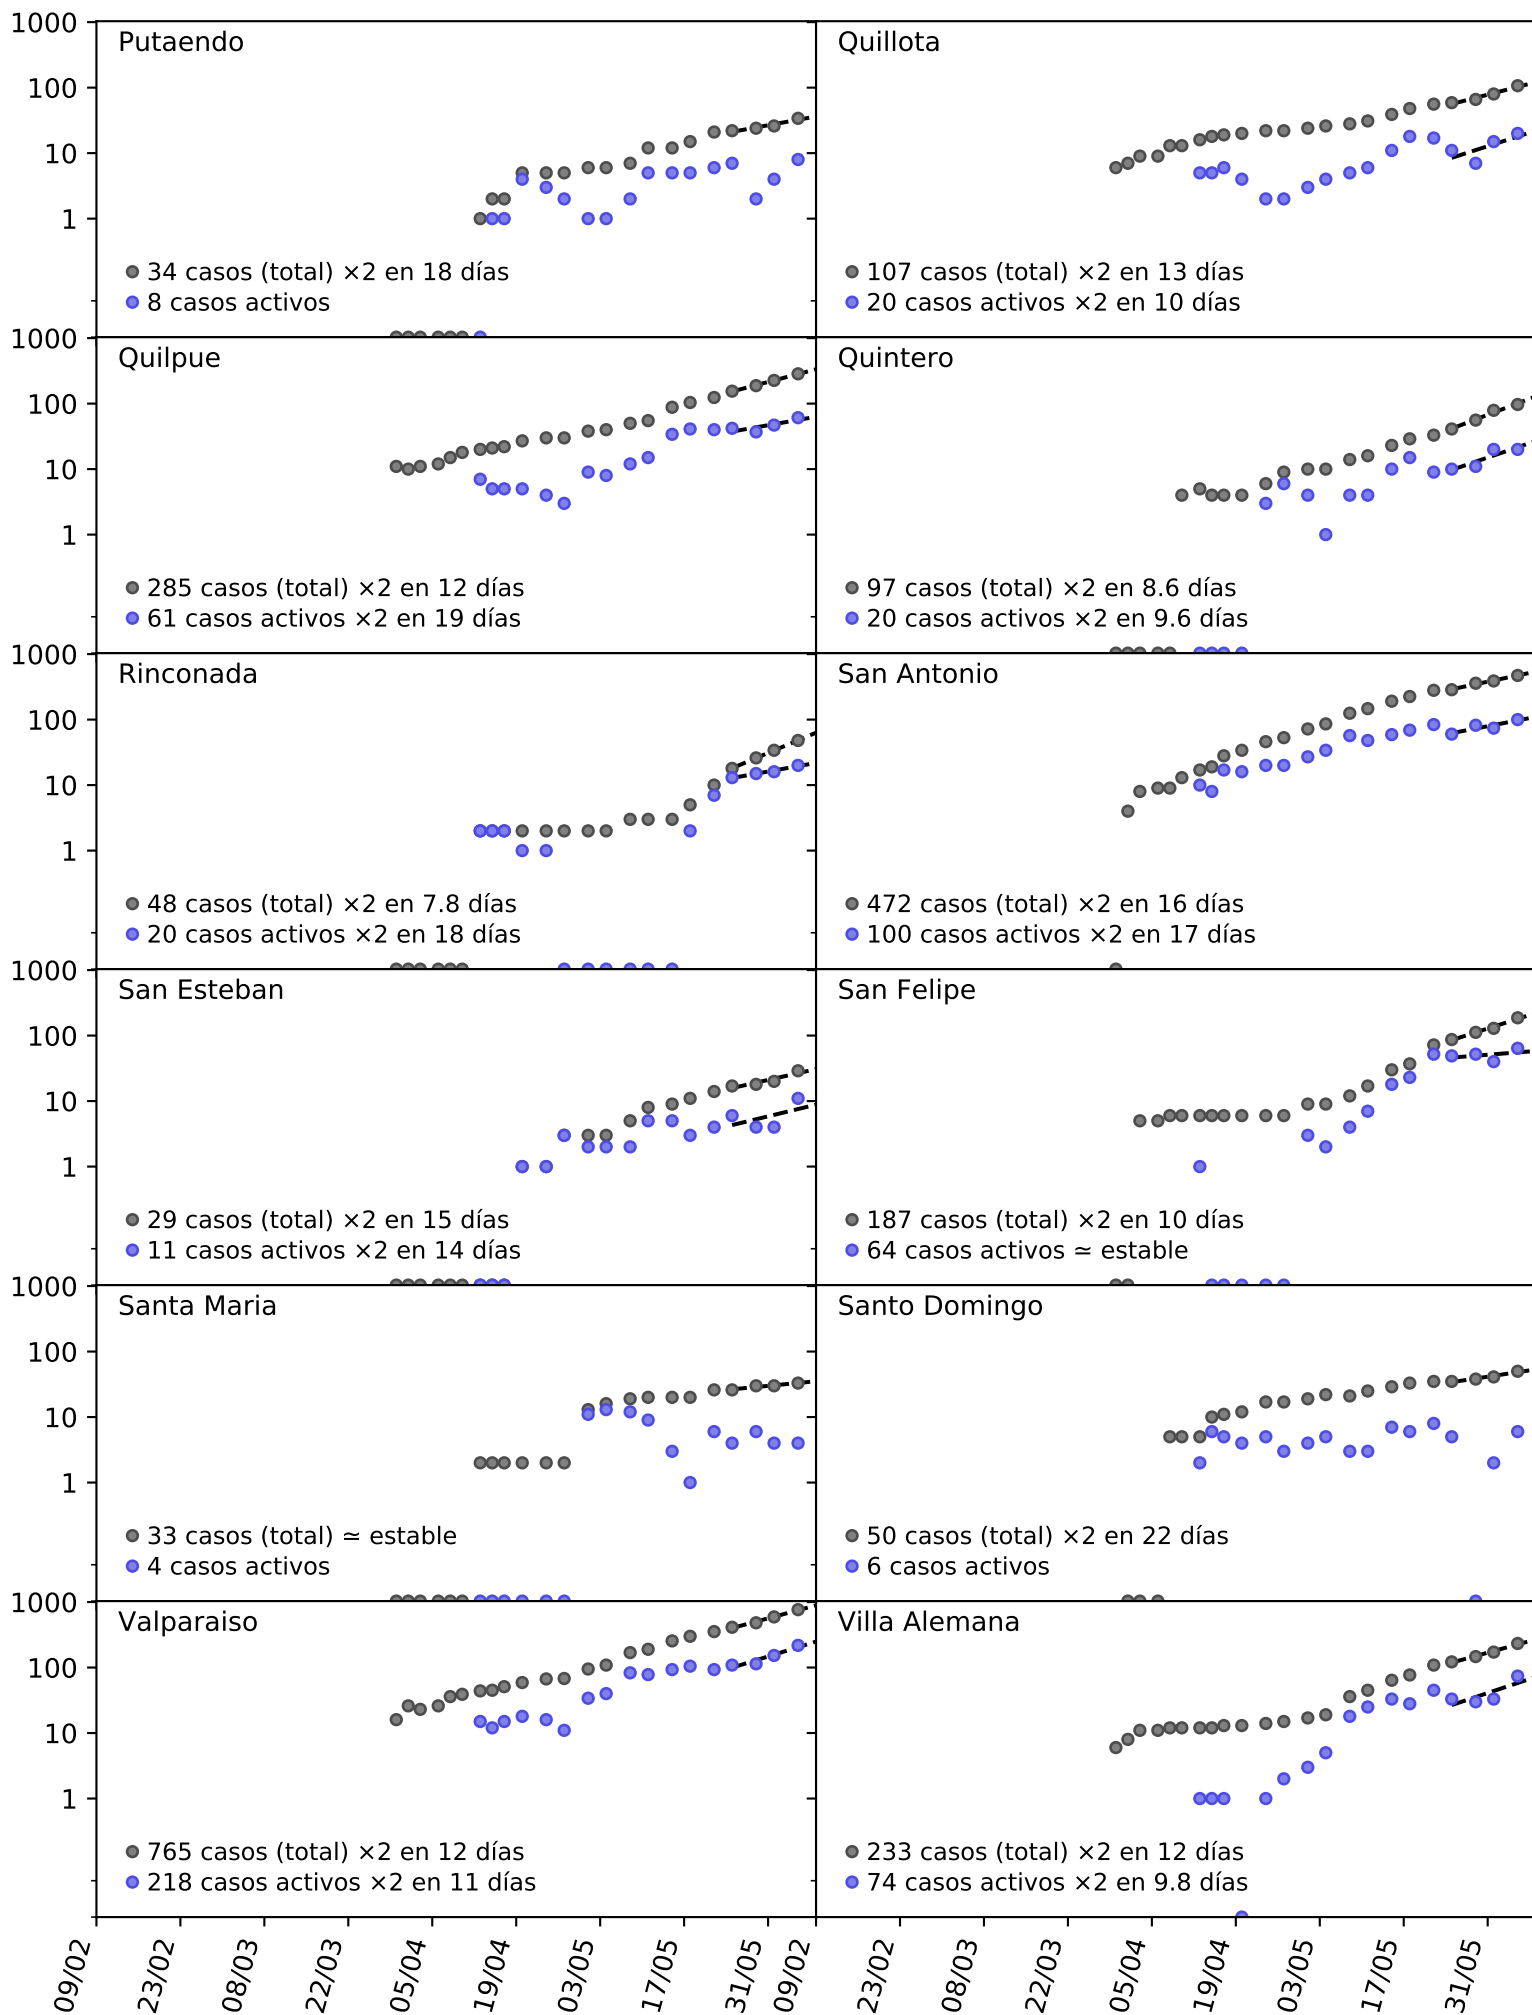 1000
Putaendo
Quillota
100
10
1
34 casos (total) ×2 en 18 días
8 casos activos
107 casos (total) ×2 en 13 días
20 casos activos ×2 en 10 días
1000
Quilpue
Quintero
100
10
1
285 casos (total) ×2 en 12 días
61 casos activos ×2 en 19 días
97 casos (total) ×2 en 8.6 días
20 casos activos ×2 en 9.6 días
1000
Rinconada
San Antonio
100
10
1
48 casos (total) ×2 en 7.8 días
20 casos activos ×2 en 18 días
472 casos (total) ×2 en 16 días
100 casos activos ×2 en 17 días
1000
San Esteban
San Felipe
100
10
1
29 casos (total) ×2 en 15 días
11 casos activos ×2 en 14 días
187 casos (total) ×2 en 10 días
64 casos activos ≃ estable
1000
Santa Maria
Santo Domingo
100
10
1
33 casos (total) ≃ estable
4 casos activos
50 casos (total) ×2 en 22 días
6 casos activos
1000
Valparaiso
Villa Alemana
100
10
1
765 casos (total) ×2 en 12 días
218 casos activos ×2 en 11 días
233 casos (total) ×2 en 12 días
74 casos activos ×2 en 9.8 días
09/02
23/02
08/03
22/03
05/04
19/04
03/05
17/05
31/05
09/02
23/02
08/03
22/03
05/04
19/04
03/05
17/05
31/05